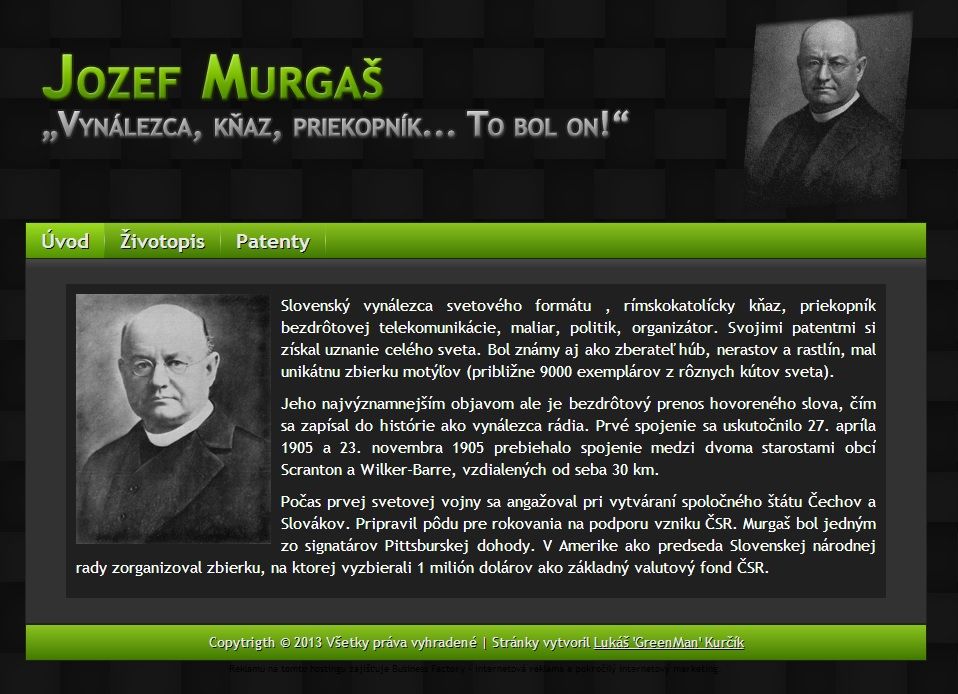 Jozef Murgaš
„Vynálezca, kňaz, priekopník... To bol on!“
Úvod Životopis Patenty
Slovenský vynálezca svetového formátu , rímskokatolícky kňaz, priekopník
bezdrôtovej telekomunikácie, maliar, politik, organizátor. Svojimi patentmi si
získal uznanie celého sveta. Bol známy aj ako zberateľ húb, nerastov a rastlín, mal
unikátnu zbierku motýľov (približne 9000 exemplárov z rôznych kútov sveta).
Jeho najvýznamnejším objavom ale je bezdrôtový prenos hovoreného slova, čím
sa zapísal do histórie ako vynálezca rádia. Prvé spojenie sa uskutočnilo 27. apríla
1905 a 23. novembra 1905 prebiehalo spojenie medzi dvoma starostami obcí
Scranton a Wilker-Barre, vzdialených od seba 30 km.
Počas prvej svetovej vojny sa angažoval pri vytváraní spoločného štátu Čechov a
Slovákov. Pripravil pôdu pre rokovania na podporu vzniku ČSR. Murgaš bol jedným
zo signatárov Pittsburskej dohody. V Amerike ako predseda Slovenskej národnej
rady zorganizoval zbierku, na ktorej vyzbierali 1 milión dolárov ako základný valutový fond ČSR.
Copytrigth © 2013 Všetky práva vyhradené | Stránky vytvoril Lukáš 'GreenMan' Kurčík
Reklamu na tomto hostingu zajišťuje Business Factory - internetová reklama a pokročilý internetový marketing.